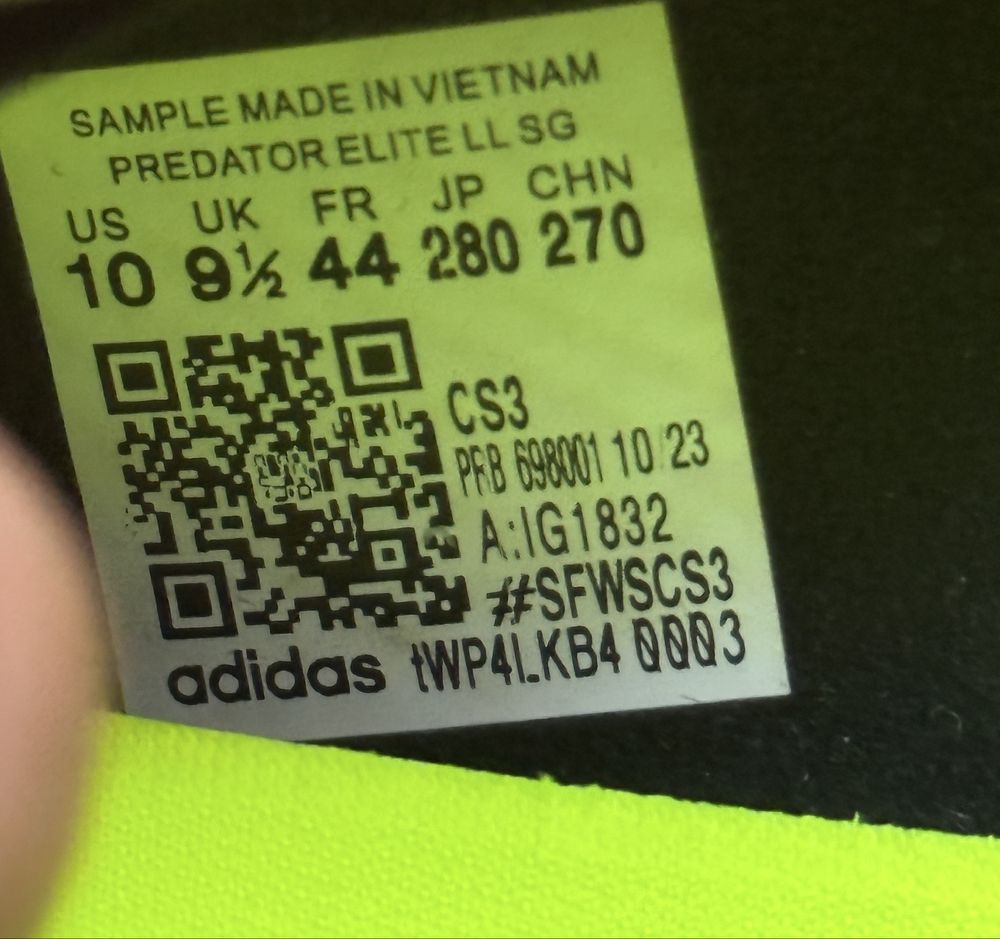 SAMPLE MADE IN VIETNAM
PREDATOR ELITE LL SG
US UK FR JP CHN
10 9½ 44 280 270
CS3
PFB 698001 10 23
A:IG1832
#SFWSCS3
adidas tWP4LKB4 0003